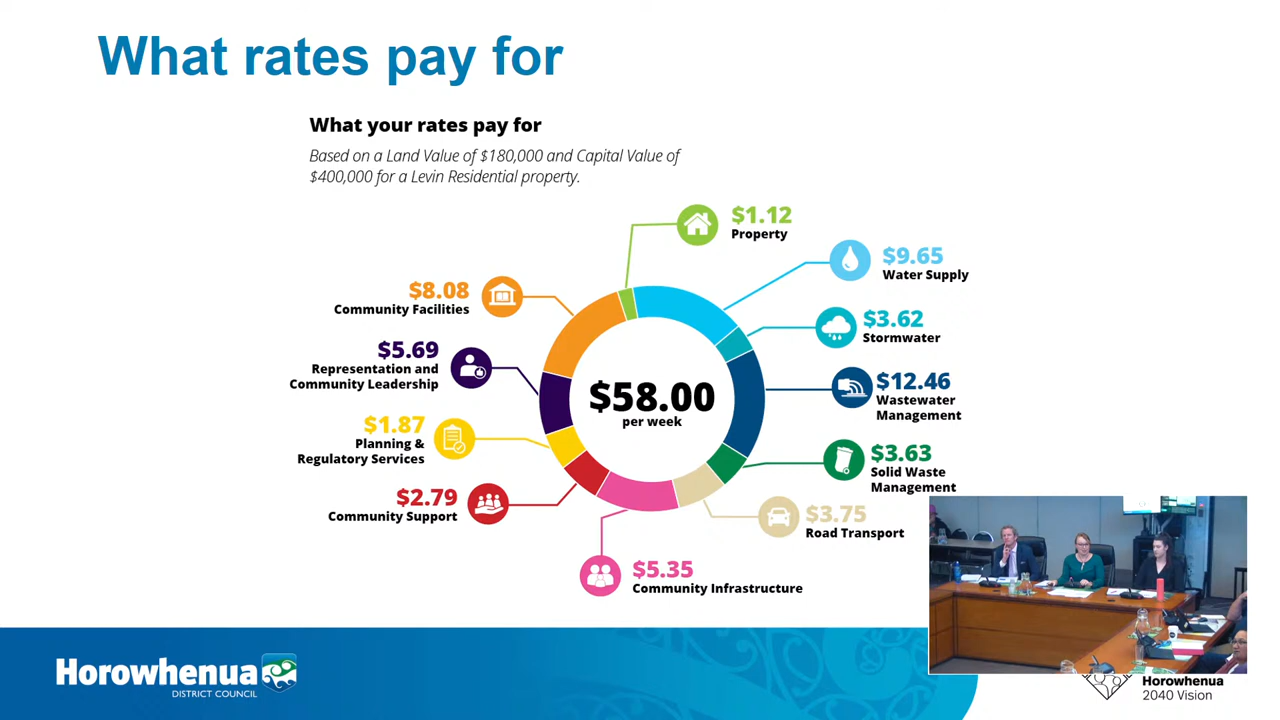 What rates pay for
What your rates pay for
Based on a Land Value of $180,000 and Capital Value of
$400,000 for a Levin Residential property.
$1.12
Property
$9.65
Water Supply
$3.62
Stormwater
$12.46
Wastewater
Management
$3.63
Solid Waste
Management
$3.75
Road Transport
$5.35
Community Infrastructure
$2.79
Community Support
$1.87
Planning &
Regulatory Services
$5.69
Representation and
Community Leadership
$8.08
Community Facilities
$58.00
per week
Horowhenua
DISTRICT COUNCIL
Horowhenua
2040 Vision